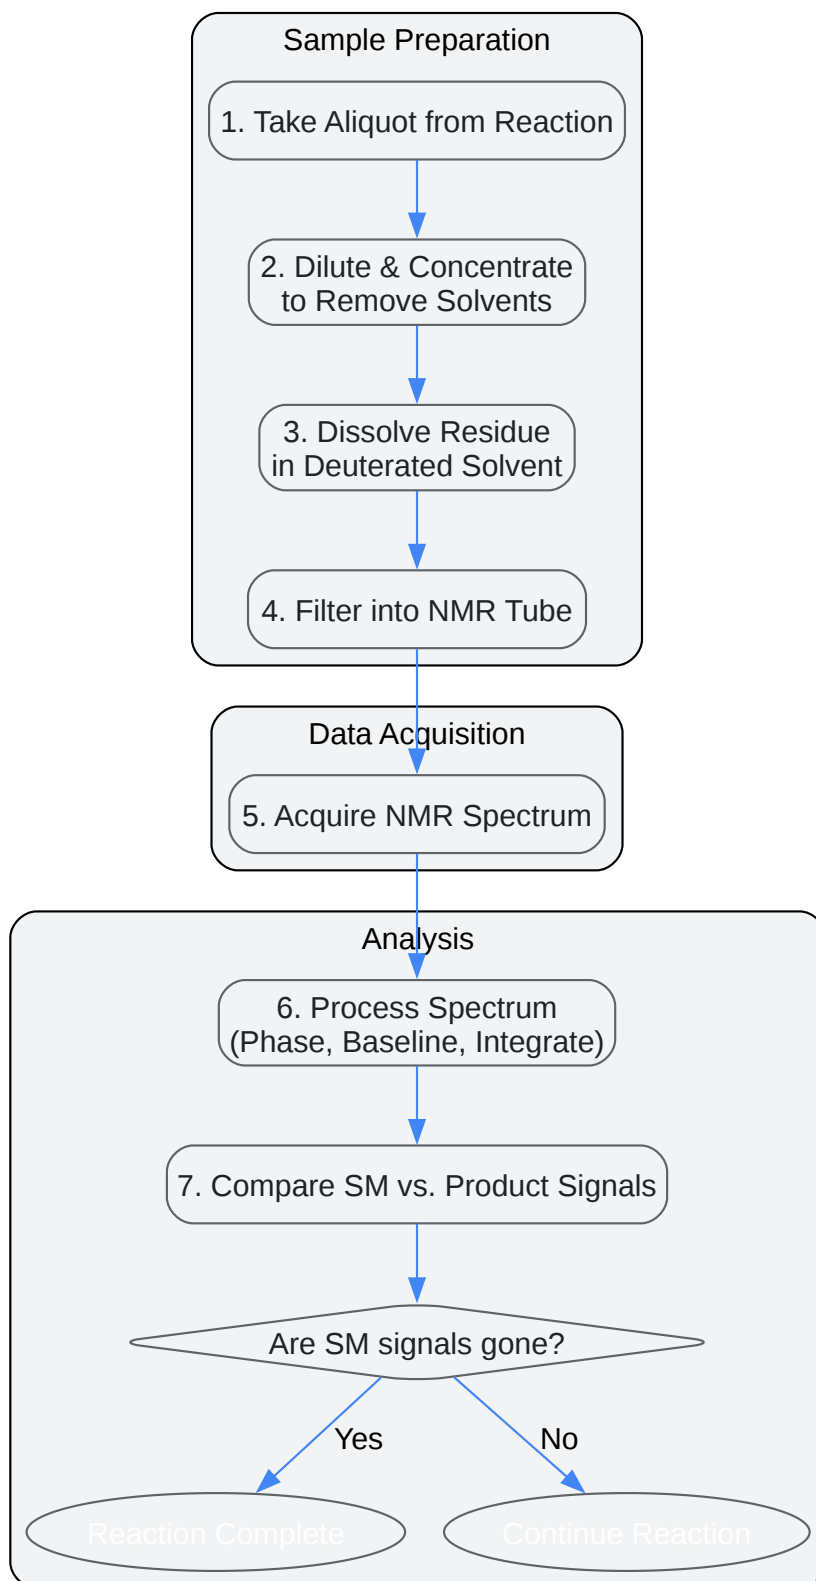 Sample Preparation
1. Take Aliquot from Reaction
2. Dilute & Concentrate
to Remove Solvents
3. Dissolve Residue
in Deuterated Solvent
4. Filter into NMR Tube
Data Acquisition
5. Acquire NMR Spectrum
Analysis
6. Process Spectrum
(Phase, Baseline, Integrate)
7. Compare SM vs. Product Signals
Are SM signals gone?
Yes
No
Reaction Complete
Continue Reaction